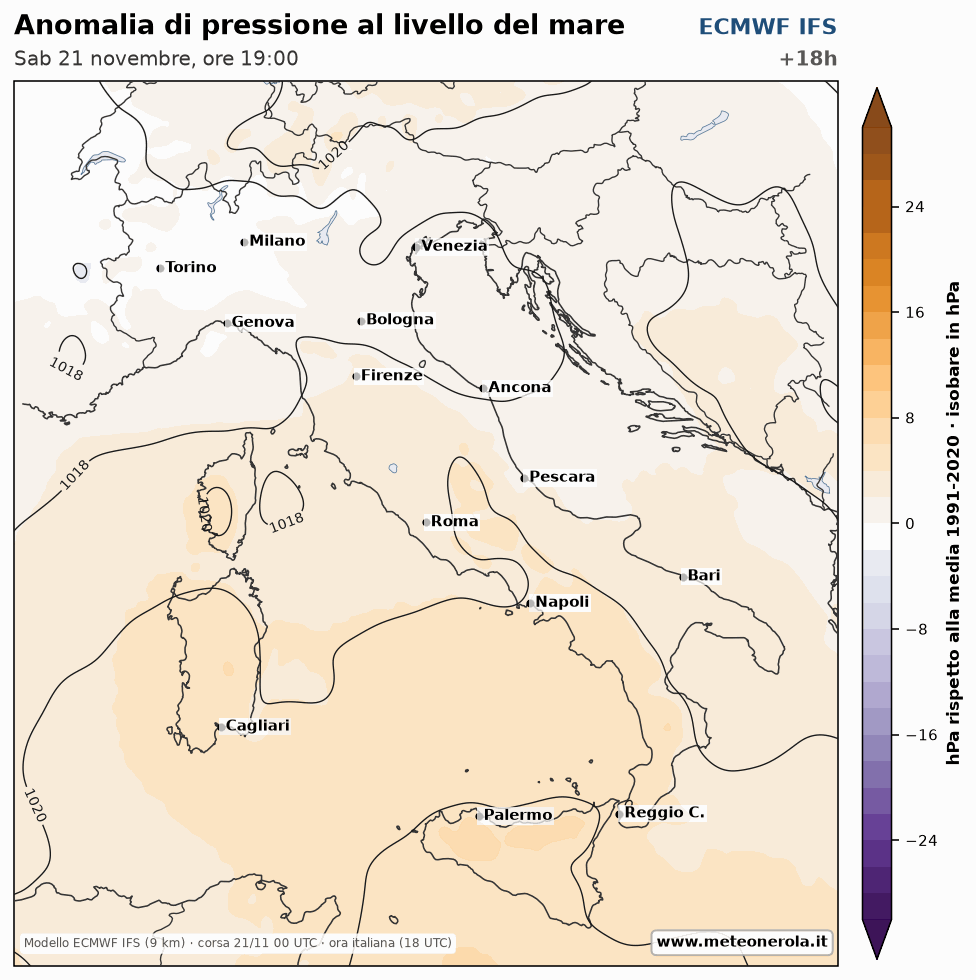 Anomalia di pressione al livello del mare
ECMWF IFS
Sab 21 novembre, ore 19:00
+18h
1020
Milano
Venezia
Torino
Genova
Bologna
1018
Firenze
Ancona
1018
Pescara
1020
1018
Roma
Bari
Napoli
Cagliari
1020
Palermo
Reggio C.
Modello ECMWF IFS (9 km) · corsa 21/11 00 UTC · ora italiana (18 UTC)
www.meteonerola.it
24
16
8
0
−8
−16
−24
hPa rispetto alla media 1991-2020 · isobare in hPa